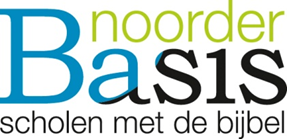 noorder
Basis
scholen met de bijbel